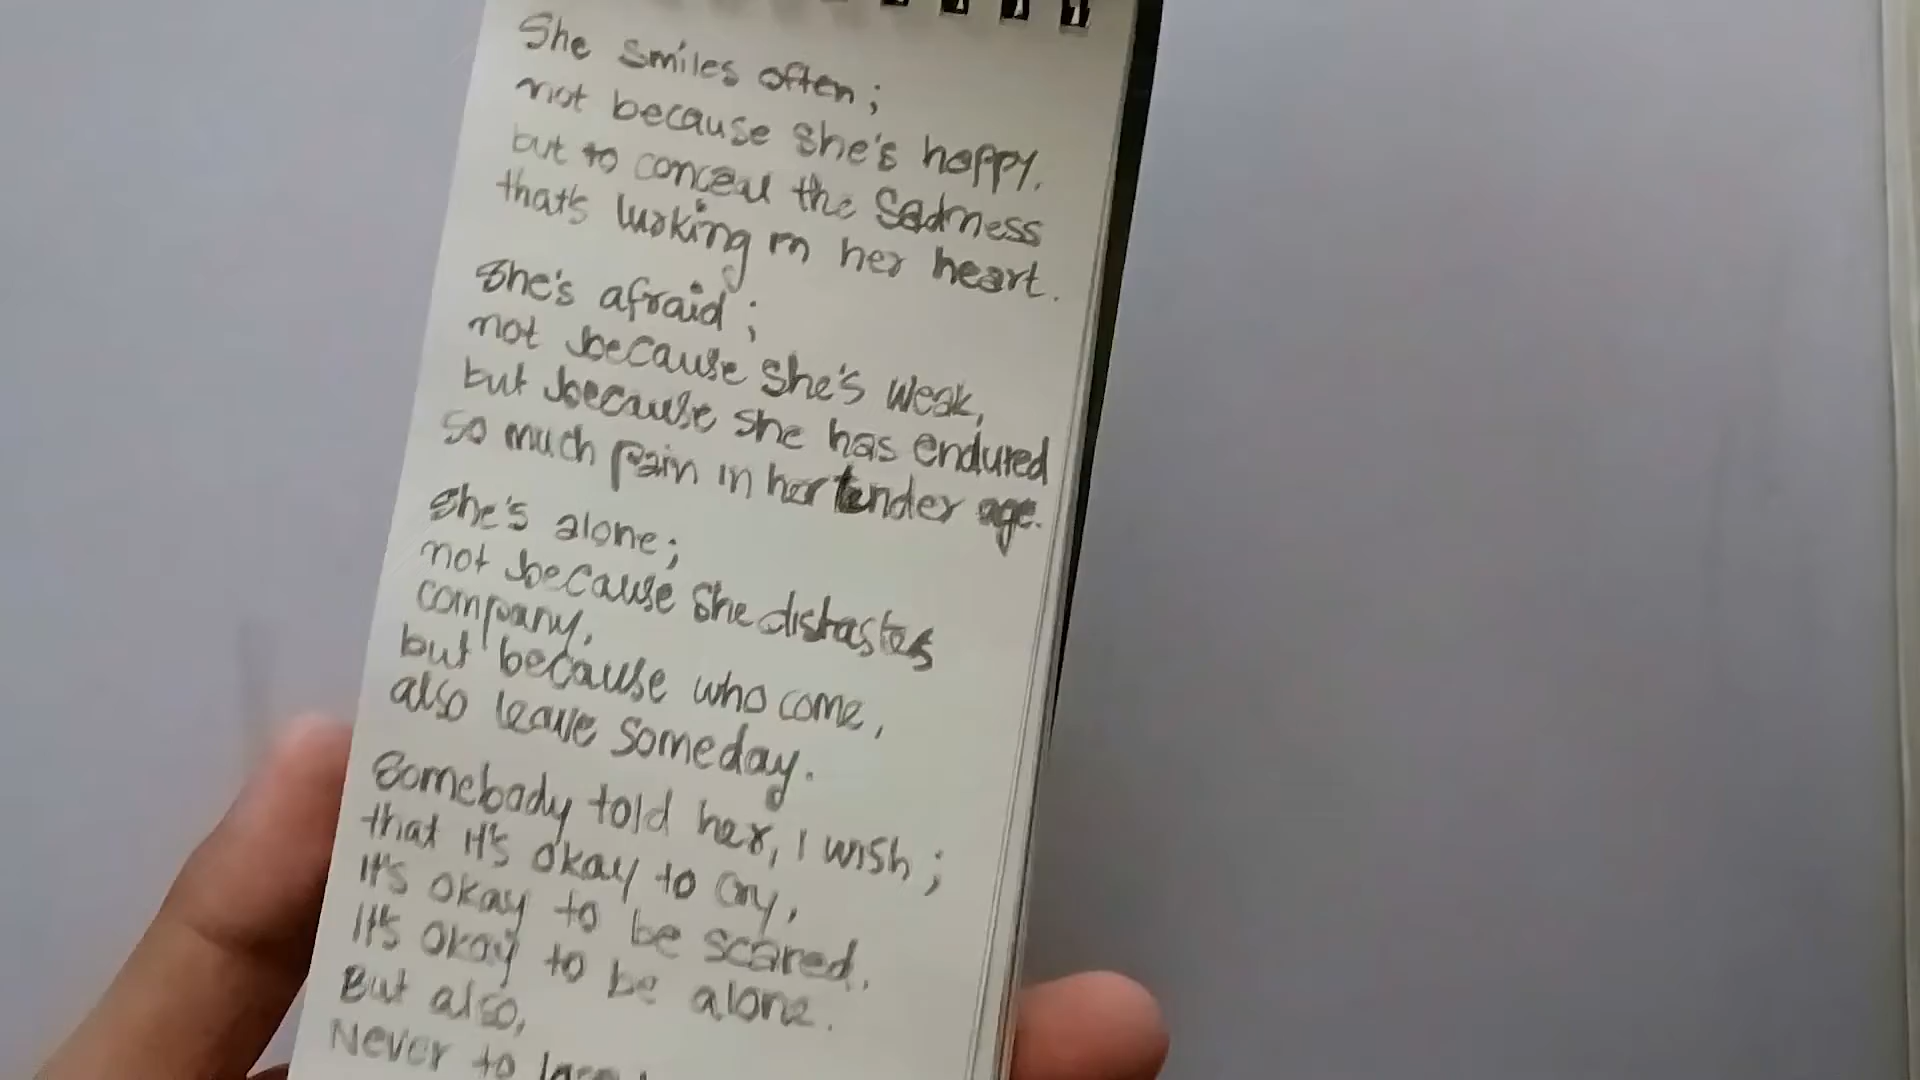 She smiles often;
not because she's happy.
but to conceal the sadness
that's lurking in her heart.
She's afraid;
not because she's weak,
but because she has endured
so much pain in her tender age.
She's alone;
not because she distastes
company,
but because who come,
also leave someday.
Somebody told her, I wish;
that it's okay to cry,
It's okay to be scared,
It's okay to be alone.
But also,
Never to